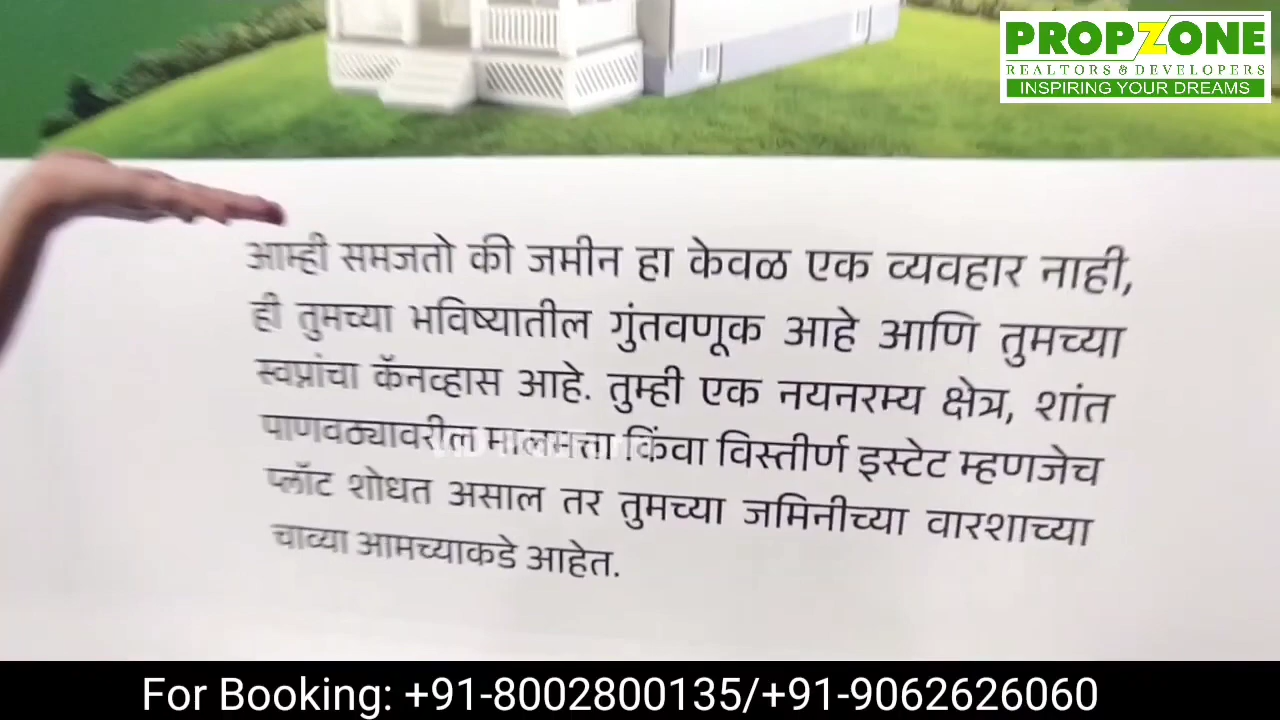 PROPZONE
REALTORS & DEVELOPERS
INSPIRING YOUR DREAMS
आम्ही समजतो की जमीन हा केवळ एक व्यवहार नाही,
ही तुमच्या भविष्यातील गुंतवणूक आहे आणि तुमच्या
स्वप्नांचा कॅनव्हास आहे. तुम्ही एक नयनरम्य क्षेत्र, शांत
पाणवठ्यावरील मालमत्ता किंवा विस्तीर्ण इस्टेट म्हणजेच
प्लॉट शोधत असाल तर तुमच्या जमिनीच्या वारशाच्या
चाव्या आमच्याकडे आहेत.
For Booking: +91-8002800135/+91-9062626060